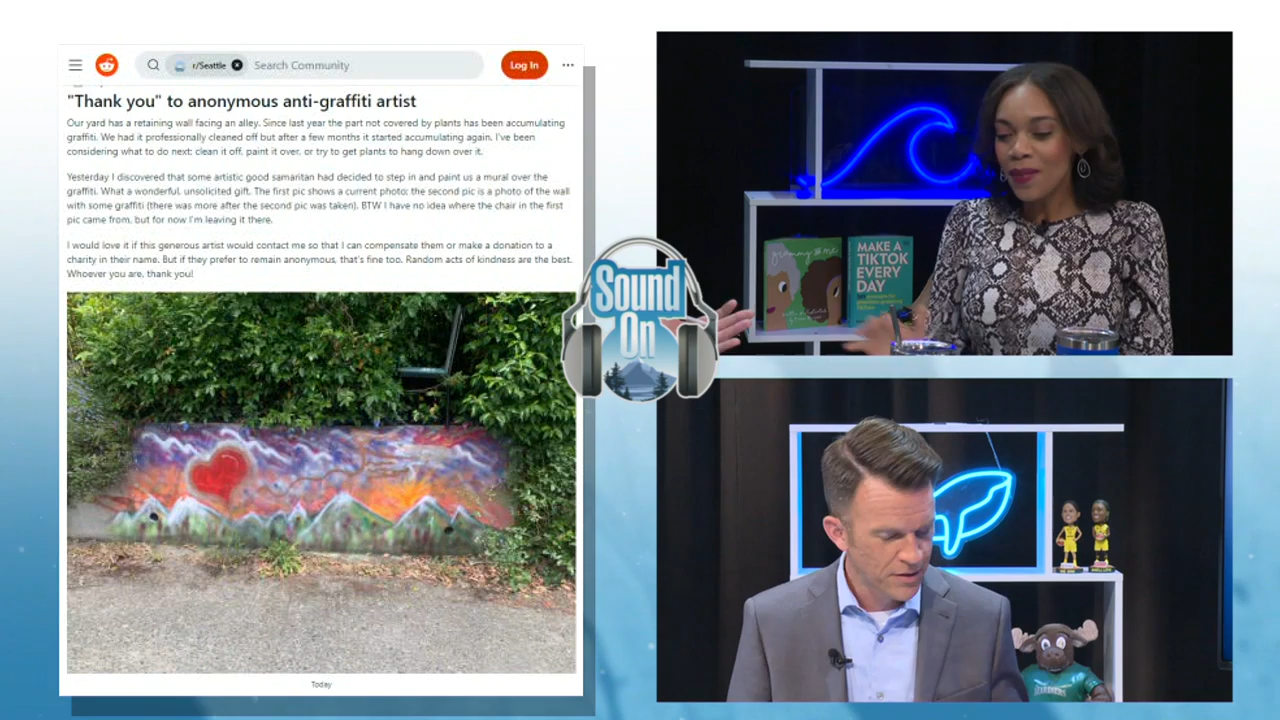 r/Seattle
Search Community
Log In
"Thank you" to anonymous anti-graffiti artist
Our yard has a retaining wall facing an alley. Since last year the part not covered by plants has been accumulating
graffiti. We had it professionally cleaned off but after a few months it started accumulating again. I've been
considering what to do next: clean it off, paint it over, or try to get plants to hang down over it.
Yesterday I discovered that some artistic good samaritan had decided to step in and paint us a mural over the
graffiti. What a wonderful, unsolicited gift. The first pic shows a current photo; the second pic is a photo of the wall
with some graffiti (there was more after the second pic was taken). BTW I have no idea where the chair in the first
pic came from, but for now I'm leaving it there.
I would love it if this generous artist would contact me so that I can compensate them or make a donation to a
charity in their name. But if they prefer to remain anonymous, that's fine too. Random acts of kindness are the best.
Whoever you are, thank you!
Today
Sound
On
grammy & me
MAKE A
TIKTOK
EVERY
DAY
MARINERS